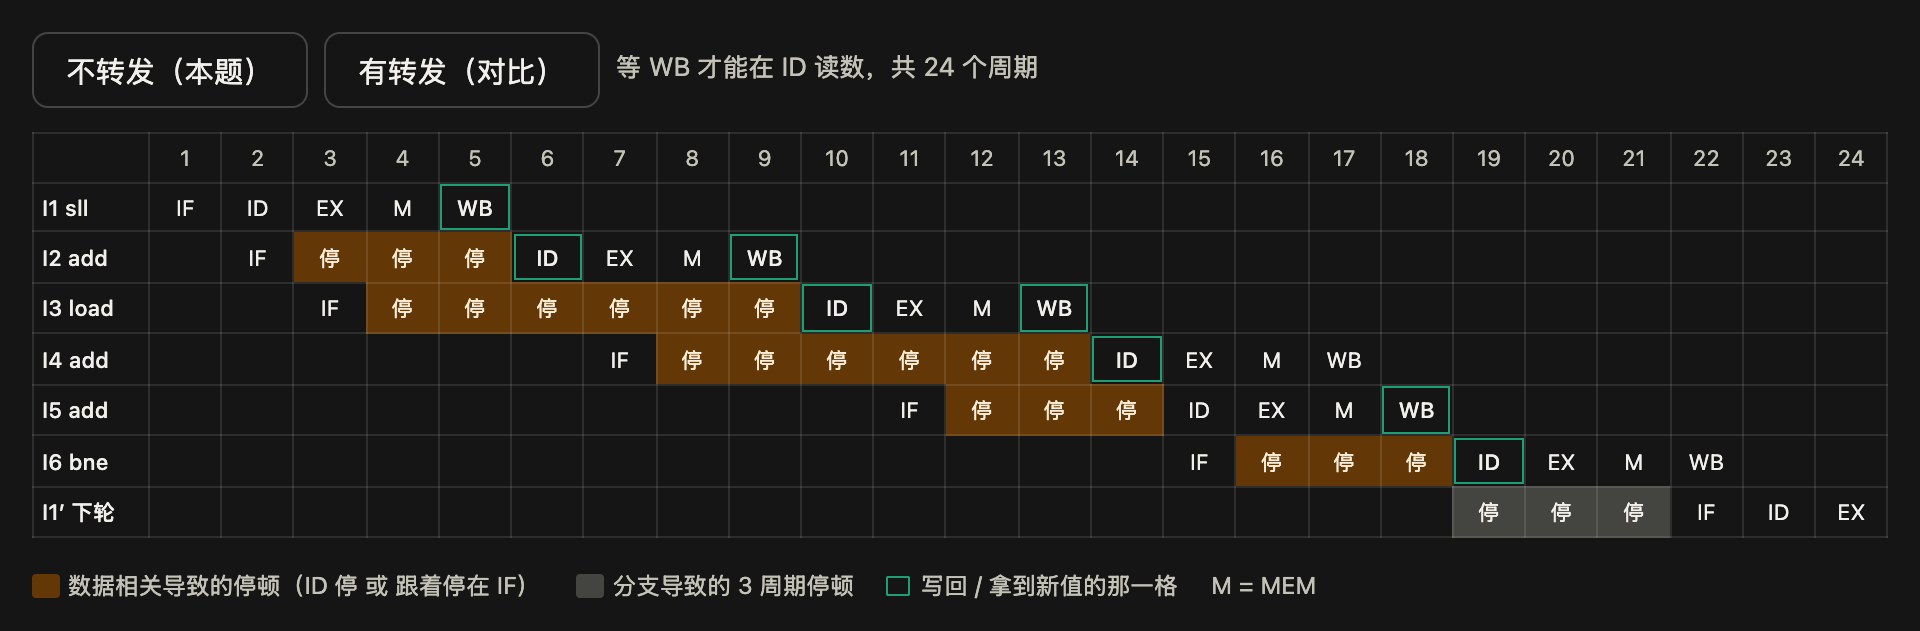 不转发（本题） 有转发（对比） 等 WB 才能在 ID 读数，共 24 个周期
1 2 3 4 5 6 7 8 9 10 11 12 13 14 15 16 17 18 19 20 21 22 23 24
I1 sll IF ID EX M WB
I2 add IF 停 停 停 ID EX M WB
I3 load IF 停 停 停 停 停 停 ID EX M WB
I4 add IF 停 停 停 停 停 停 ID EX M WB
I5 add IF 停 停 停 ID EX M WB
I6 bne IF 停 停 停 ID EX M WB
I1′ 下轮 停 停 停 IF ID EX
数据相关导致的停顿（ID 停 或 跟着停在 IF） 分支导致的 3 周期停顿 写回 / 拿到新值的那一格 M = MEM